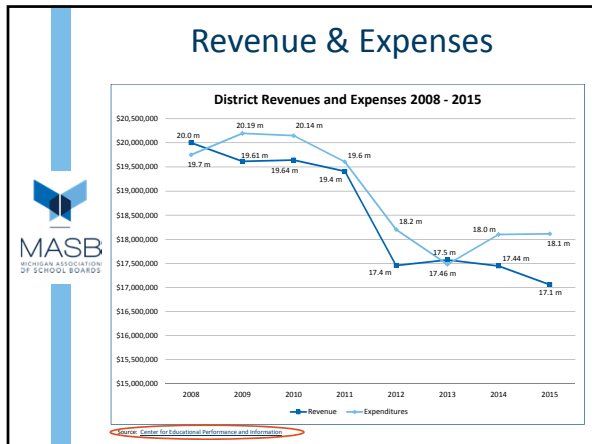 Revenue & Expenses
District Revenues and Expenses 2008 - 2015
$20,500,000
$20,000,000
$19,500,000
$19,000,000
$18,500,000
$18,000,000
$17,500,000
$17,000,000
$16,500,000
$16,000,000
$15,500,000
$15,000,000
20.0 m
19.7 m
20.19 m
19.61 m
20.14 m
19.64 m
19.6 m
19.4 m
18.2 m
17.4 m
17.5 m
17.46 m
18.0 m
17.44 m
18.1 m
17.1 m
2008 2009 2010 2011 2012 2013 2014 2015
Revenue Expenditures
MASB
MICHIGAN ASSOCIATION
OF SCHOOL BOARDS
Source: Center for Educational Performance and Information